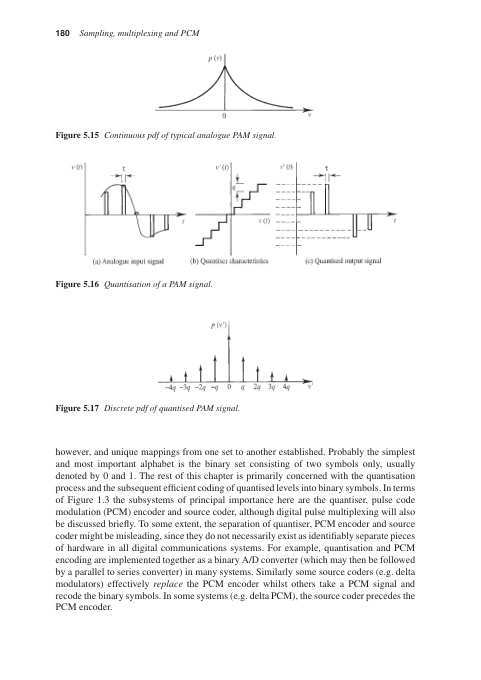 180 Sampling, multiplexing and PCM
p (v)
0
v
Figure 5.15 Continuous pdf of typical analogue PAM signal.
v (t)
τ
t
v'(t)
q
v (t)
v'(t)
τ
t
(a) Analogue input signal
(b) Quantiser characteristics
(c) Quantised output signal
Figure 5.16 Quantisation of a PAM signal.
p (v')
-4q -3q -2q -q 0 q 2q 3q 4q v'
Figure 5.17 Discrete pdf of quantised PAM signal.
however, and unique mappings from one set to another established. Probably the simplest
and most important alphabet is the binary set consisting of two symbols only, usually
denoted by 0 and 1. The rest of this chapter is primarily concerned with the quantisation
process and the subsequent efficient coding of quantised levels into binary symbols. In terms
of Figure 1.3 the subsystems of principal importance here are the quantiser, pulse code
modulation (PCM) encoder and source coder, although digital pulse multiplexing will also
be discussed briefly. To some extent, the separation of quantiser, PCM encoder and source
coder might be misleading, since they do not necessarily exist as identifiably separate pieces
of hardware in all digital communications systems. For example, quantisation and PCM
encoding are implemented together as a binary A/D converter (which may then be followed
by a parallel to series converter) in many systems. Similarly some source coders (e.g. delta
modulators) effectively replace the PCM encoder whilst others take a PCM signal and
recode the binary symbols. In some systems (e.g. delta PCM), the source coder precedes the
PCM encoder.